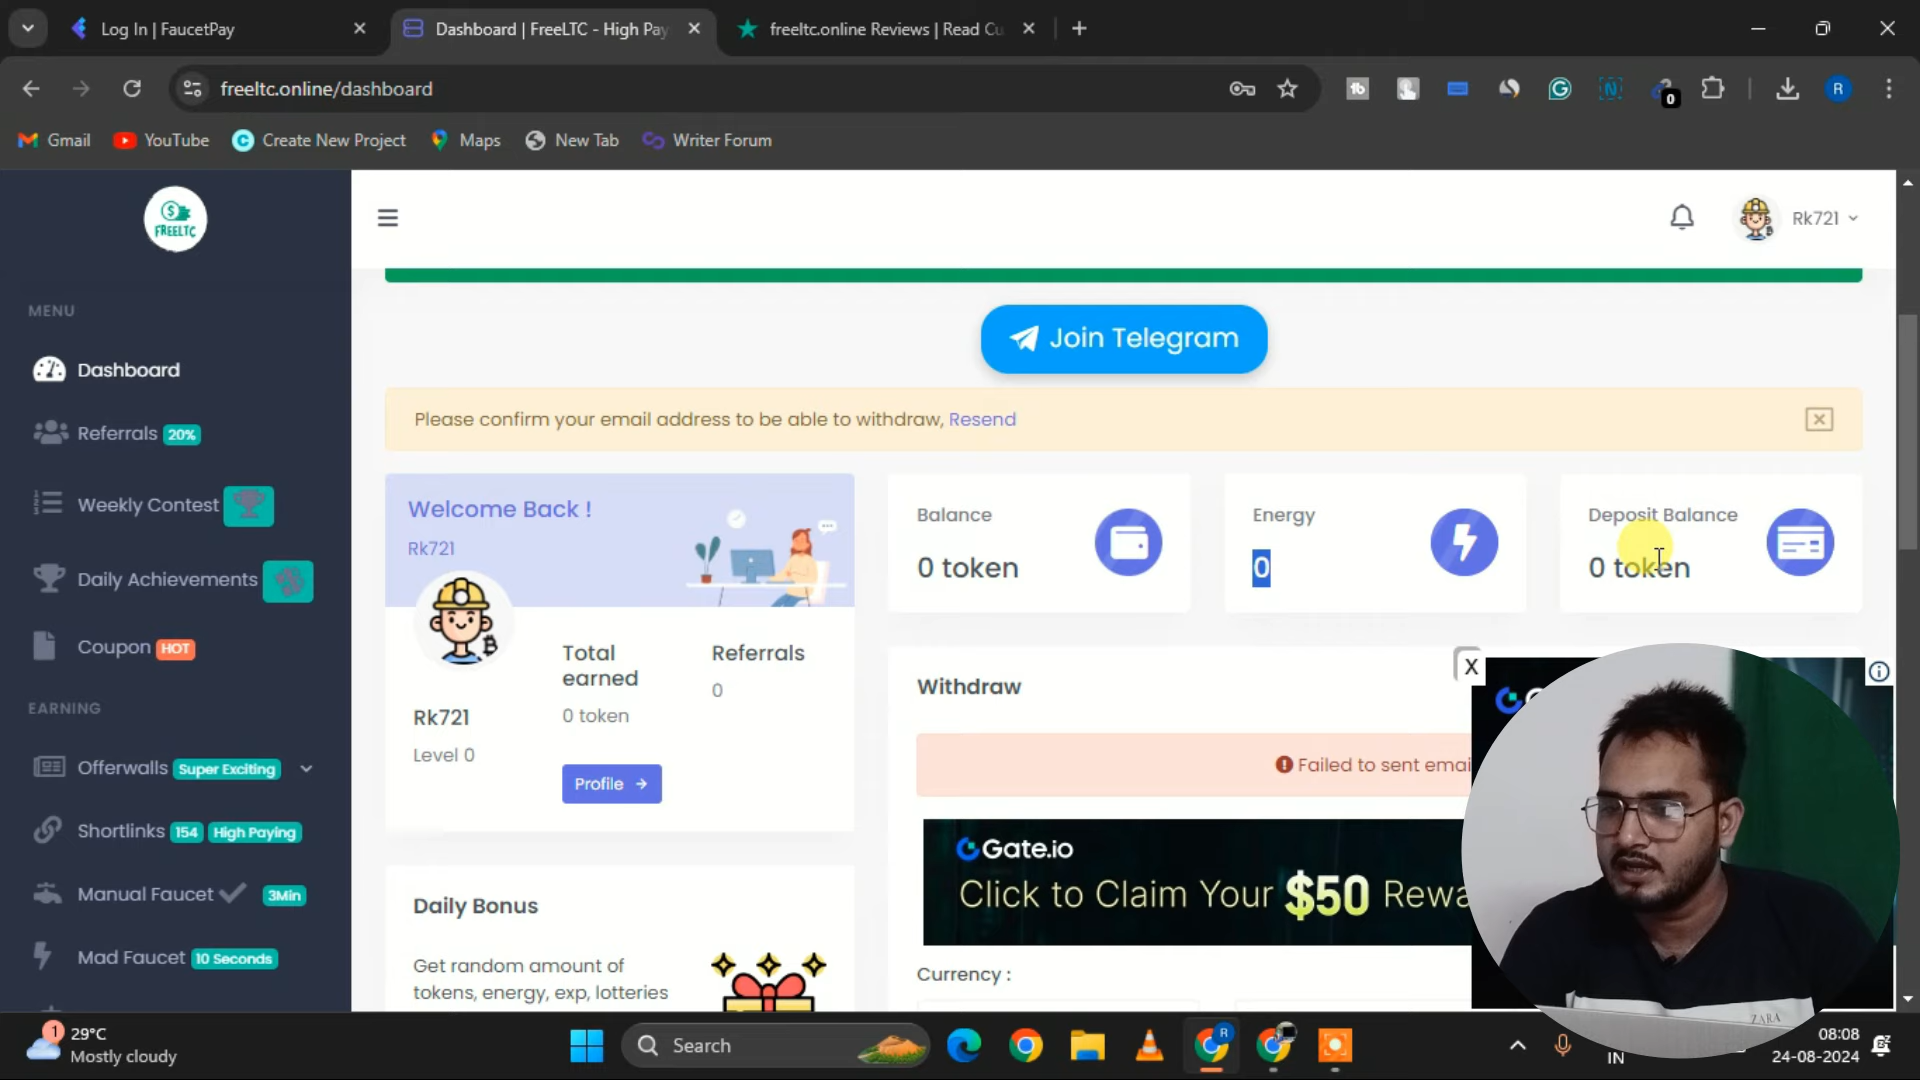 Log In | FaucetPay
Dashboard | FreeLTC - High Pay
freeltc.online Reviews | Read Cu
freeltc.online/dashboard
0
R
Gmail
YouTube
Create New Project
Maps
New Tab
Writer Forum
FREELTC
Rk721
MENU
Dashboard
Referrals 20%
Weekly Contest
Daily Achievements
Coupon HOT
EARNING
Offerwalls Super Exciting
Shortlinks 154 High Paying
Manual Faucet 3Min
Mad Faucet 10 Seconds
Join Telegram
Please confirm your email address to be able to withdraw, Resend
Welcome Back !
Rk721
Rk721
Level 0
Total earned
0 token
Referrals
0
Profile
Balance
0 token
Energy
0
Deposit Balance
0 token
Withdraw
X
Failed to sent emai
Gate.io
Click to Claim Your $50 Rewa
Currency :
Daily Bonus
Get random amount of
tokens, energy, exp, lotteries
ZARA
1
29°C
Mostly cloudy
Search
R
IN
08:08
24-08-2024